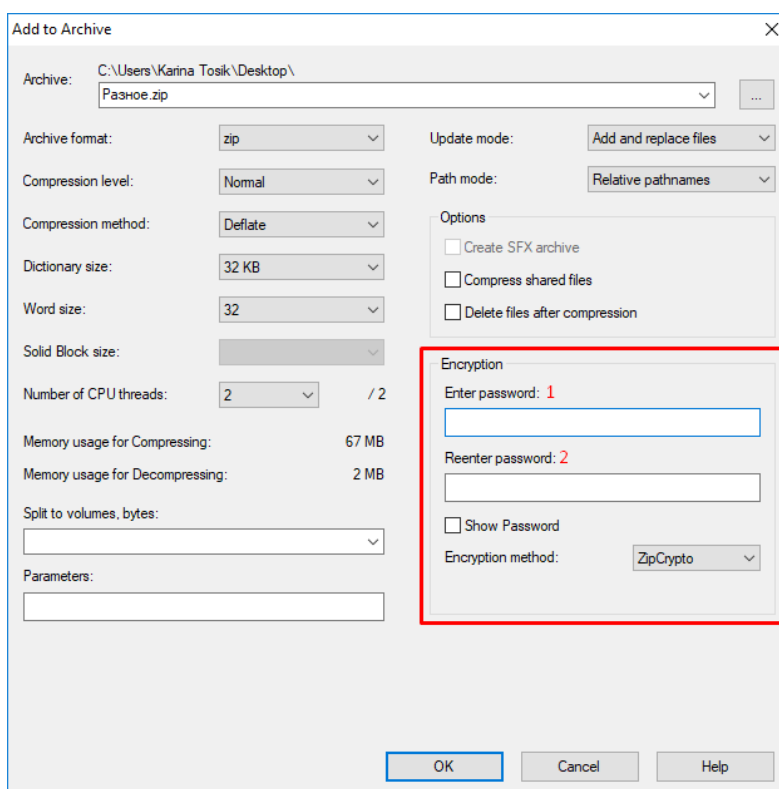 Add to Archive
Archive:
C:\Users\Karina Tosik\Desktop\
Разное.zip
...
Archive format:
zip
Compression level:
Normal
Compression method:
Deflate
Dictionary size:
32 KB
Word size:
32
Solid Block size:
Number of CPU threads:
2
/ 2
Memory usage for Compressing:
67 MB
Memory usage for Decompressing:
2 MB
Split to volumes, bytes:
Parameters:
Update mode:
Add and replace files
Path mode:
Relative pathnames
Options
Create SFX archive
Compress shared files
Delete files after compression
Encryption
Enter password: 1
Reenter password: 2
Show Password
Encryption method:
ZipCrypto
OK
Cancel
Help